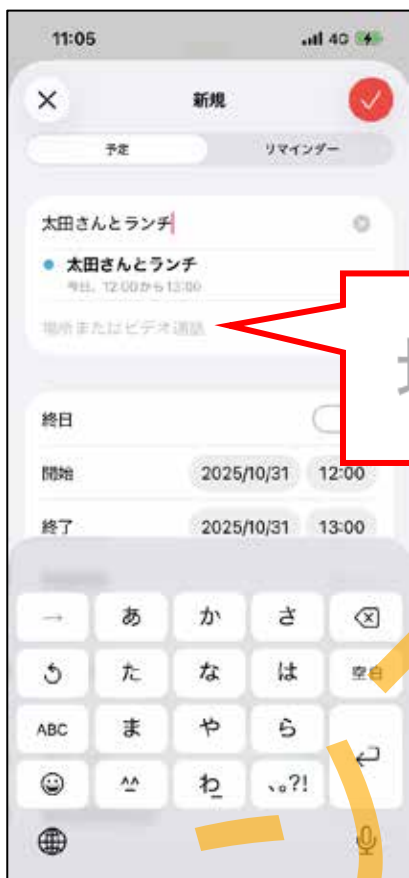 11:05
4G
新規
予定
リマインダー
太田さんとランチ
太田さんとランチ
今日、12:00から13:00
場所またはビデオ通話
終日
開始 2025/10/31 12:00
終了 2025/10/31 13:00
→ あ か さ
た な は 空白
ABC ま や ら
^^ わ_ 、。?!